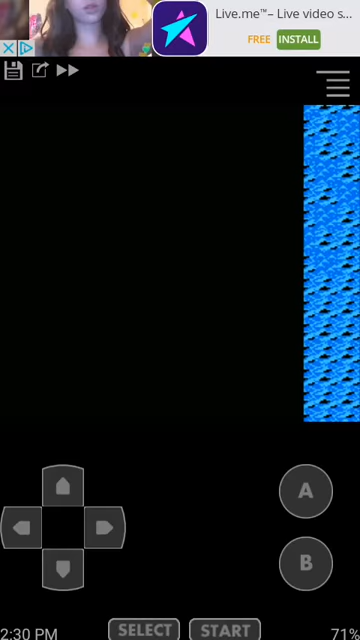 Live.me™– Live video s...
FREE INSTALL
A
B
2:30 PM
SELECT
START
71%